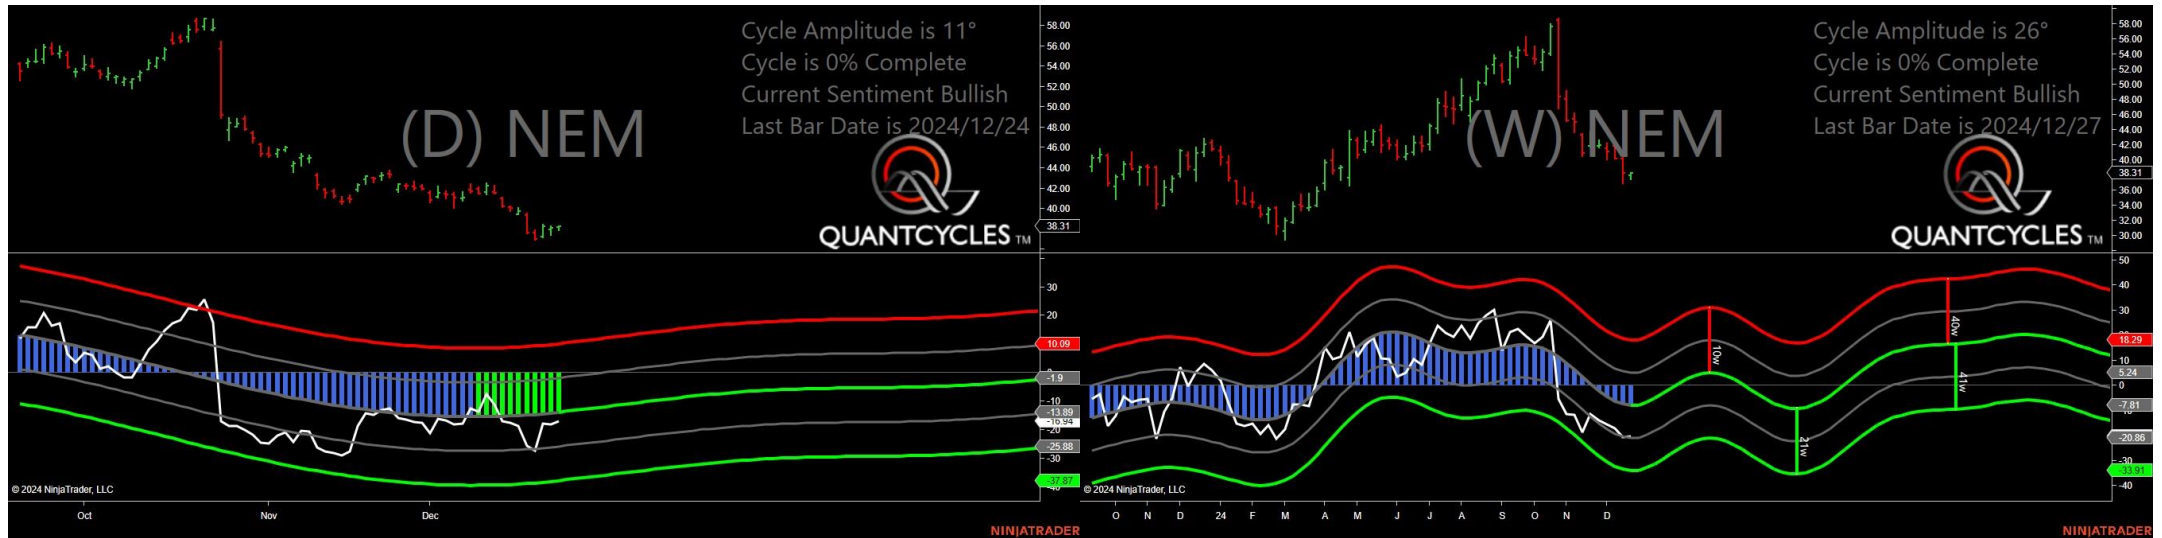 Cycle Amplitude is 11°
Cycle is 0% Complete
Current Sentiment Bullish
Last Bar Date is 2024/12/24
(D) NEM
QUANTCYCLES TM
58.00
56.00
54.00
52.00
50.00
48.00
46.00
44.00
42.00
40.00
38.31
30
20
10.09
-1.9
-10
-13.89
-16.94
-20
-25.88
-30
-37.87
© 2024 NinjaTrader, LLC
Oct
Nov
Dec
NINJATRADER
Cycle Amplitude is 26°
Cycle is 0% Complete
Current Sentiment Bullish
Last Bar Date is 2024/12/27
(W) NEM
QUANTCYCLES TM
58.00
56.00
54.00
52.00
50.00
48.00
46.00
44.00
42.00
40.00
38.31
36.00
34.00
32.00
30.00
50
40
30
18.29
10
5.24
0
-7.81
-20.86
-30
-33.91
-40
10w
21w
40w
41w
© 2024 NinjaTrader, LLC
O N D 24 F M A M J J A S O N D
NINJATRADER